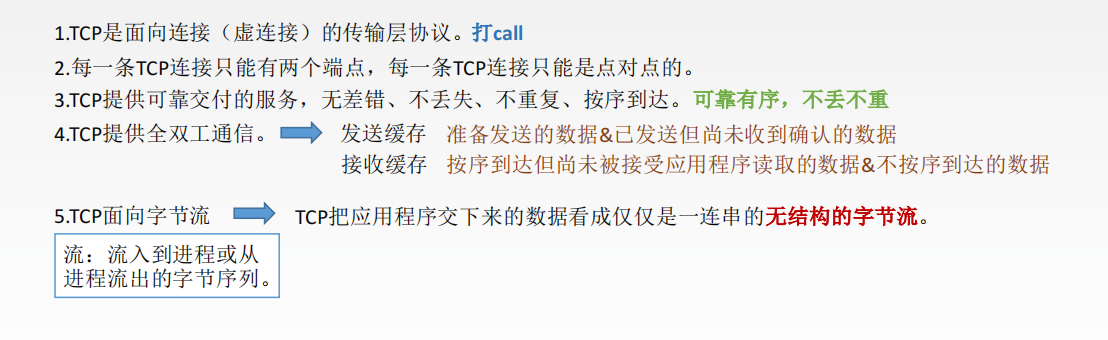 1.TCP是面向连接（虚连接）的传输层协议。打call
2.每一条TCP连接只能有两个端点，每一条TCP连接只能是点对点的。
3.TCP提供可靠交付的服务，无差错、不丢失、不重复、按序到达。可靠有序，不丢不重
4.TCP提供全双工通信。 发送缓存 准备发送的数据&已发送但尚未收到确认的数据
接收缓存 按序到达但尚未被接受应用程序读取的数据&不按序到达的数据
5.TCP面向字节流 TCP把应用程序交下来的数据看成仅仅是一连串的无结构的字节流。
流：流入到进程或从
进程流出的字节序列。